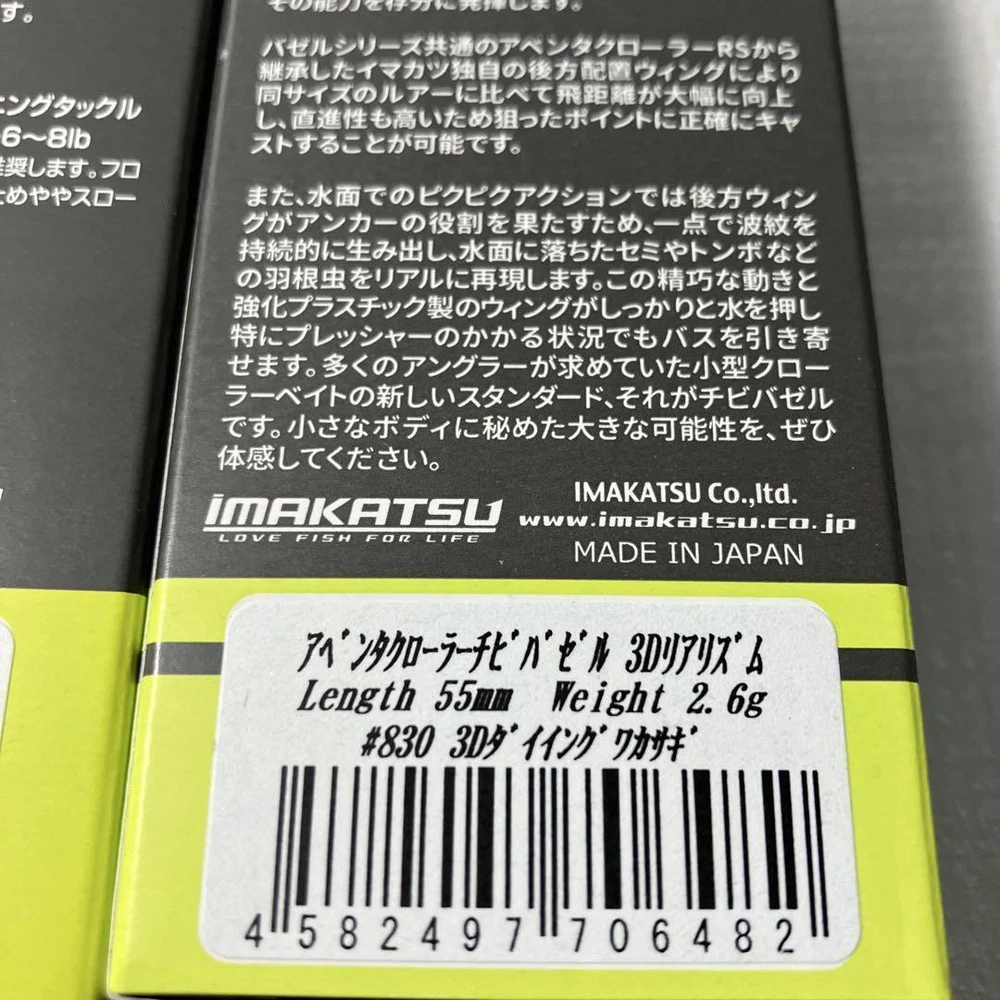 す。
ニングタックル
6〜8lb
推奨します。フロ
ためややスロー
その能力を存分に発揮します。
バゼルシリーズ共通のアベンタクローラーRSから
継承したイマカツ独自の後方配置ウィングにより
同サイズのルアーに比べて飛距離が大幅に向上
し、直進性も高いため狙ったポイントに正確にキャ
ストすることが可能です。
また、水面でのピクピクアクションでは後方ウィン
グがアンカーの役割を果たすため、一点で波紋を
持続的に生み出し、水面に落ちたセミやトンボなど
の羽根虫をリアルに再現します。この精巧な動きと
強化プラスチック製のウィングがしっかりと水を押し
特にプレッシャーのかかる状況でもバスを引き寄
せます。多くのアングラーが求めていた小型クロー
ラーベイトの新しいスタンダード、それがチビバゼル
です。小さなボディに秘めた大きな可能性を、ぜひ
体感してください。
IMAKATSU
LOVE FISH FOR LIFE
IMAKATSU Co.,ltd.
www.imakatsu.co.jp
MADE IN JAPAN
ｱﾍﾞﾝﾀｸﾛｰﾗｰﾁﾋﾞﾊﾞｾﾞﾙ 3Dﾘｱﾘｽﾞﾑ
Length 55mm Weight 2.6g
#830 3Dﾀﾞｲｲﾝｸﾞﾜｶｻｷﾞ
4 582497 706482